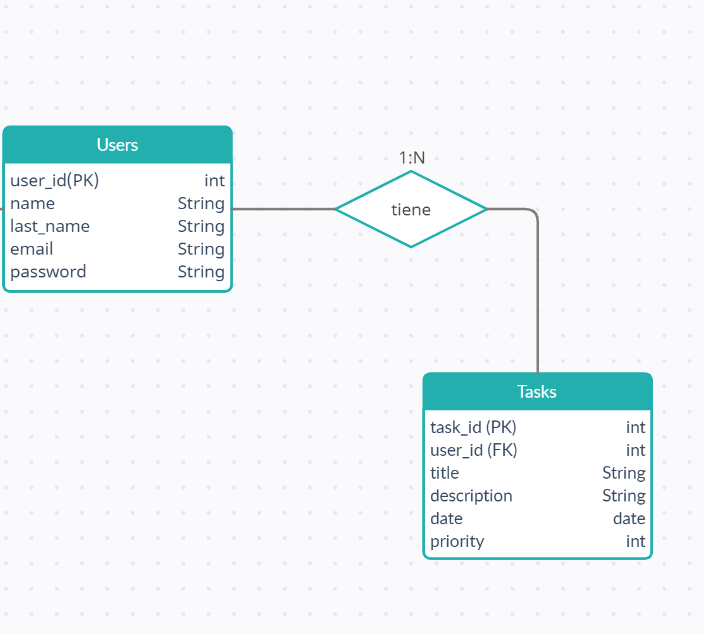 Users
user_id(PK) int
name String
last_name String
email String
password String
1:N
tiene
Tasks
task_id (PK) int
user_id (FK) int
title String
description String
date date
priority int